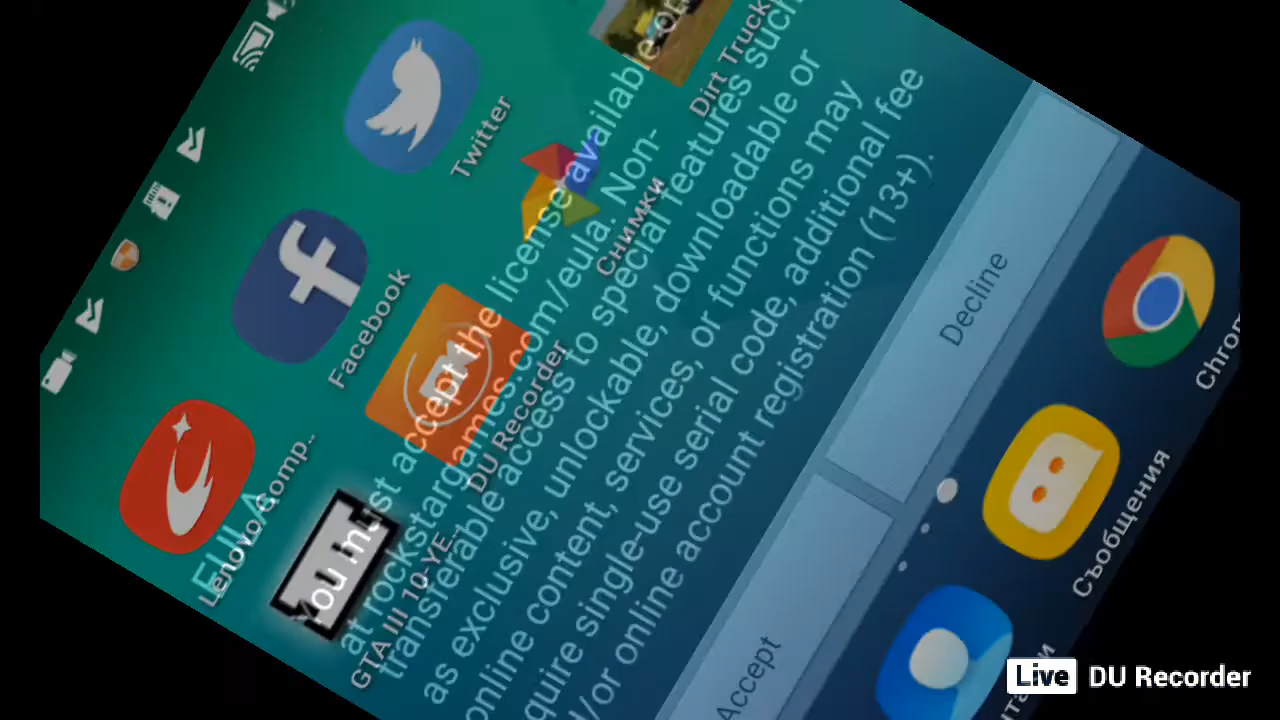 Twitter
Facebook
Lenovo Comp..
Dirt Truck
Снимки
DU Recorder
GTA III 10 YE..
EULA
You must accept the license available on
at rockstargames.com/eula. Non-
transferable access to special features such
as exclusive, unlockable, downloadable or
online content, services, or functions may
quire single-use serial code, additional fee
d/or online account registration (13+).
Decline
Accept
Chrom
Съобщения
Live DU Recorder